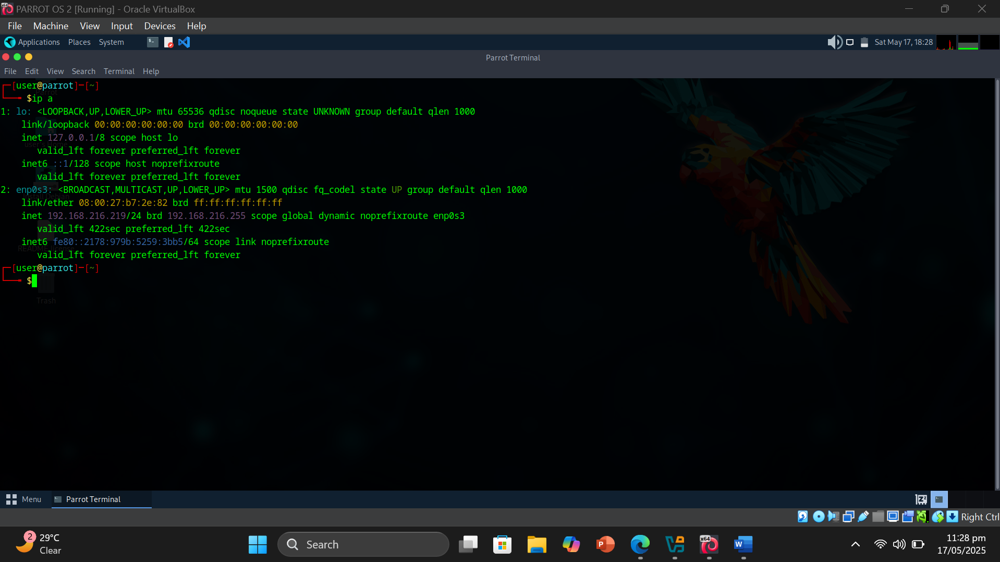 PARROT OS 2 [Running] - Oracle VirtualBox
File Machine View Input Devices Help
Applications Places System
Sat May 17, 18:28
Parrot Terminal
File Edit View Search Terminal Help
┌─[user@parrot]─[~]
└──╼ $ip a
1: lo: <LOOPBACK,UP,LOWER_UP> mtu 65536 qdisc noqueue state UNKNOWN group default qlen 1000
link/loopback 00:00:00:00:00:00 brd 00:00:00:00:00:00
inet 127.0.0.1/8 scope host lo
user's Home
valid_lft forever preferred_lft forever
inet6 ::1/128 scope host noprefixroute
valid_lft forever preferred_lft forever
2: enp0s3: <BROADCAST,MULTICAST,UP,LOWER_UP> mtu 1500 qdisc fq_codel state UP group default qlen 1000
Install Debian
link/ether 08:00:27:b7:2e:82 brd ff:ff:ff:ff:ff:ff
inet 192.168.216.219/24 brd 192.168.216.255 scope global dynamic noprefixroute enp0s3
valid_lft 422sec preferred_lft 422sec
inet6 fe80::2178:979b:5259:3bb5/64 scope link noprefixroute
README.license
valid_lft forever preferred_lft forever
┌─[user@parrot]─[~]
└──╼ $
Trash
Menu
Parrot Terminal
Right Ctrl
2
29°C
Clear
Search
x64
11:28 pm
17/05/2025